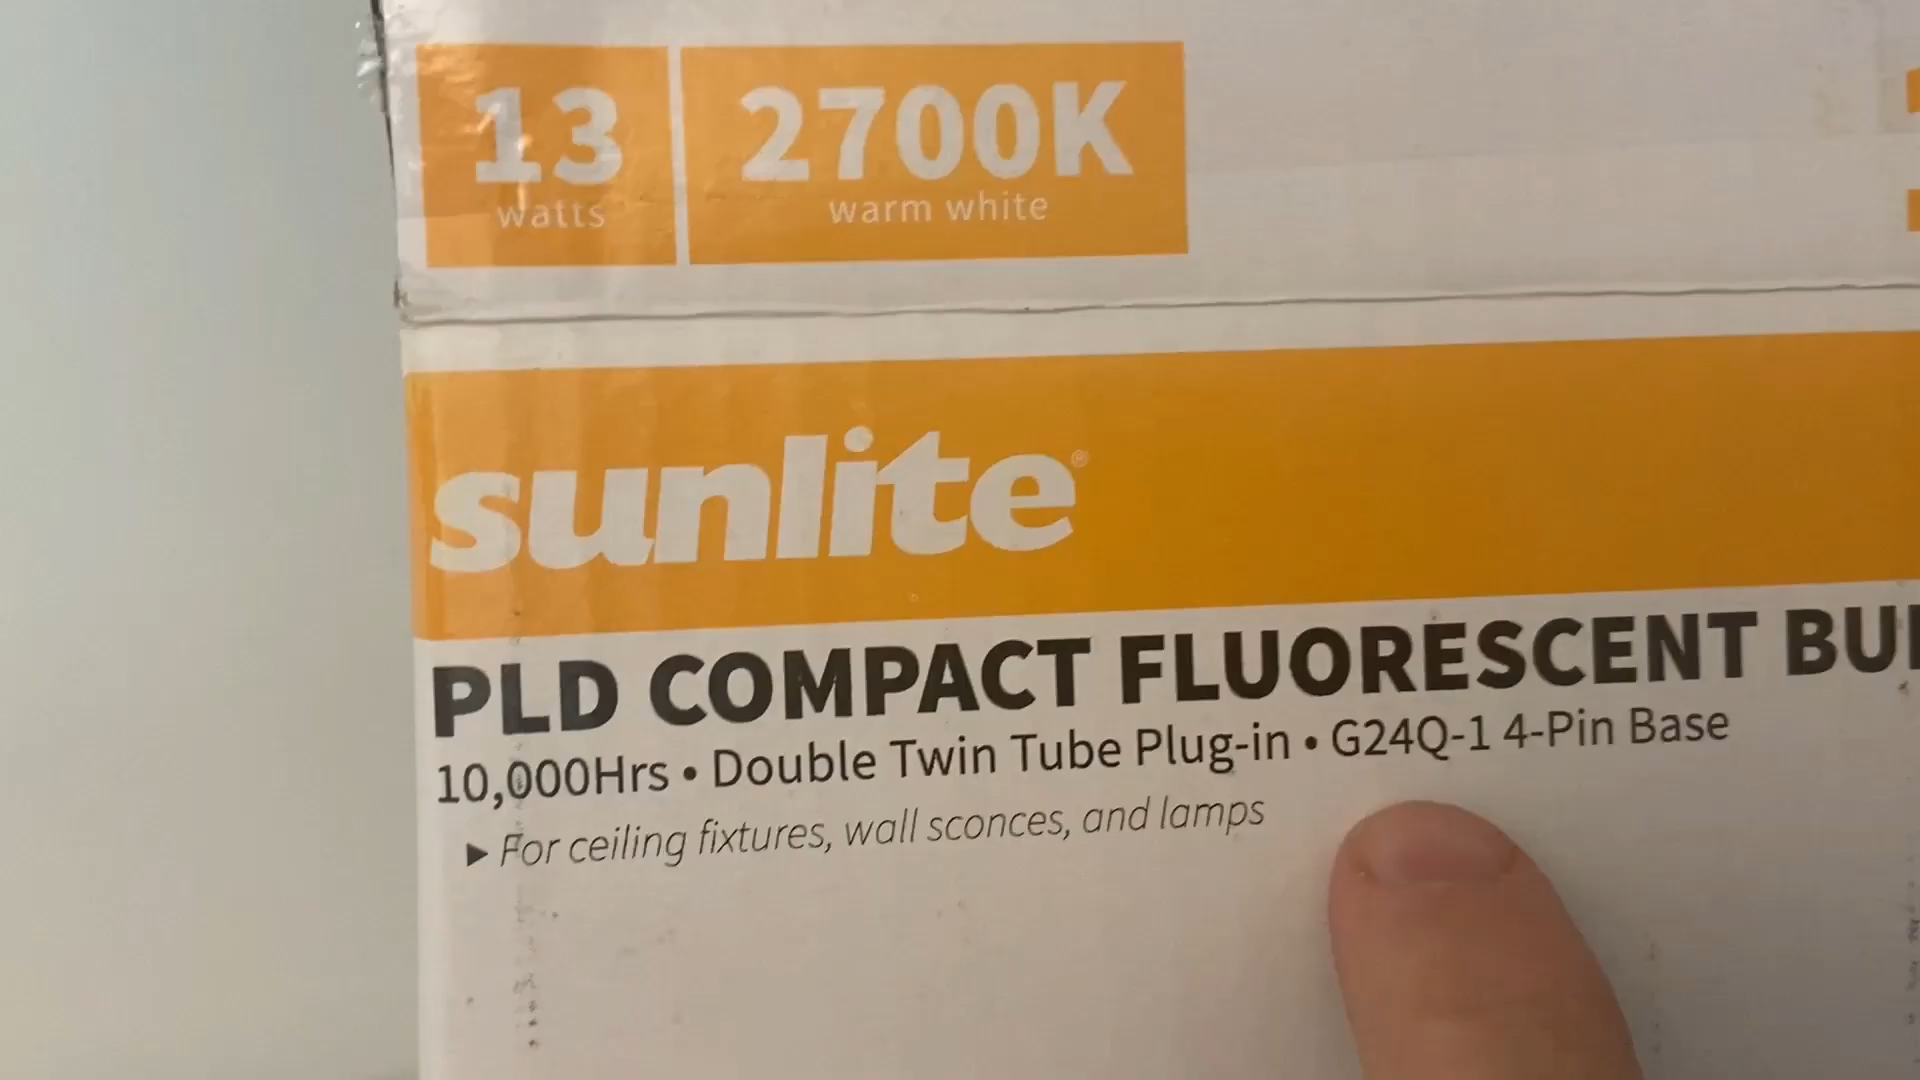 13
watts
2700K
warm white
sunlite®
PLD COMPACT FLUORESCENT
10,000Hrs • Double Twin Tube Plug-in • G24Q-1 4-Pin Base
▸ For ceiling fixtures, wall sconces, and lamps